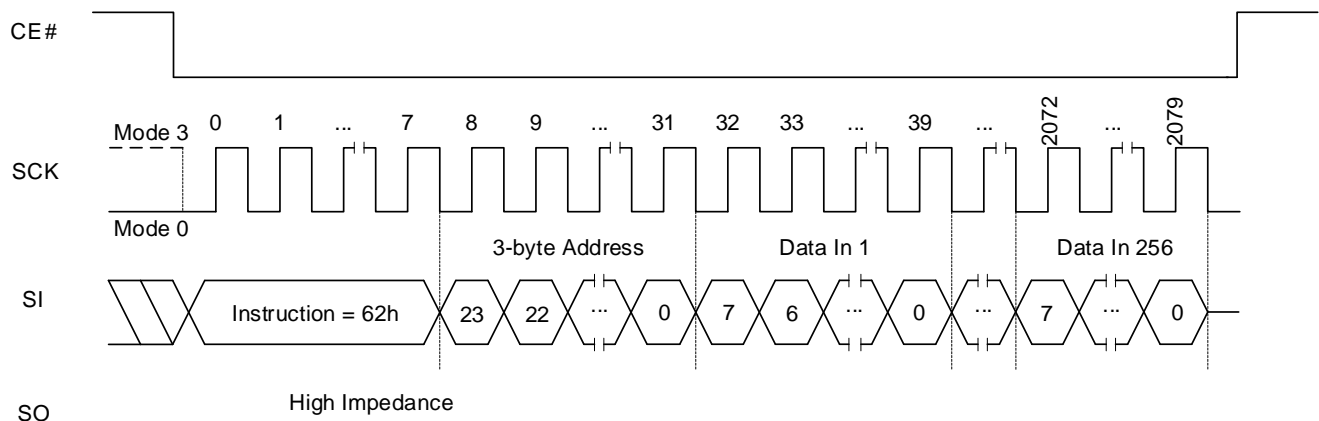 CE#
SCK
Mode 3
0 1 ... 7 8 9 ... 31 32 33 ... 39 ... 2072 ... 2079
Mode 0
3-byte Address
Data In 1
Data In 256
SI
Instruction = 62h
23 22 ... 0 7 6 ... 0 ... 7 ... 0
SO
High Impedance